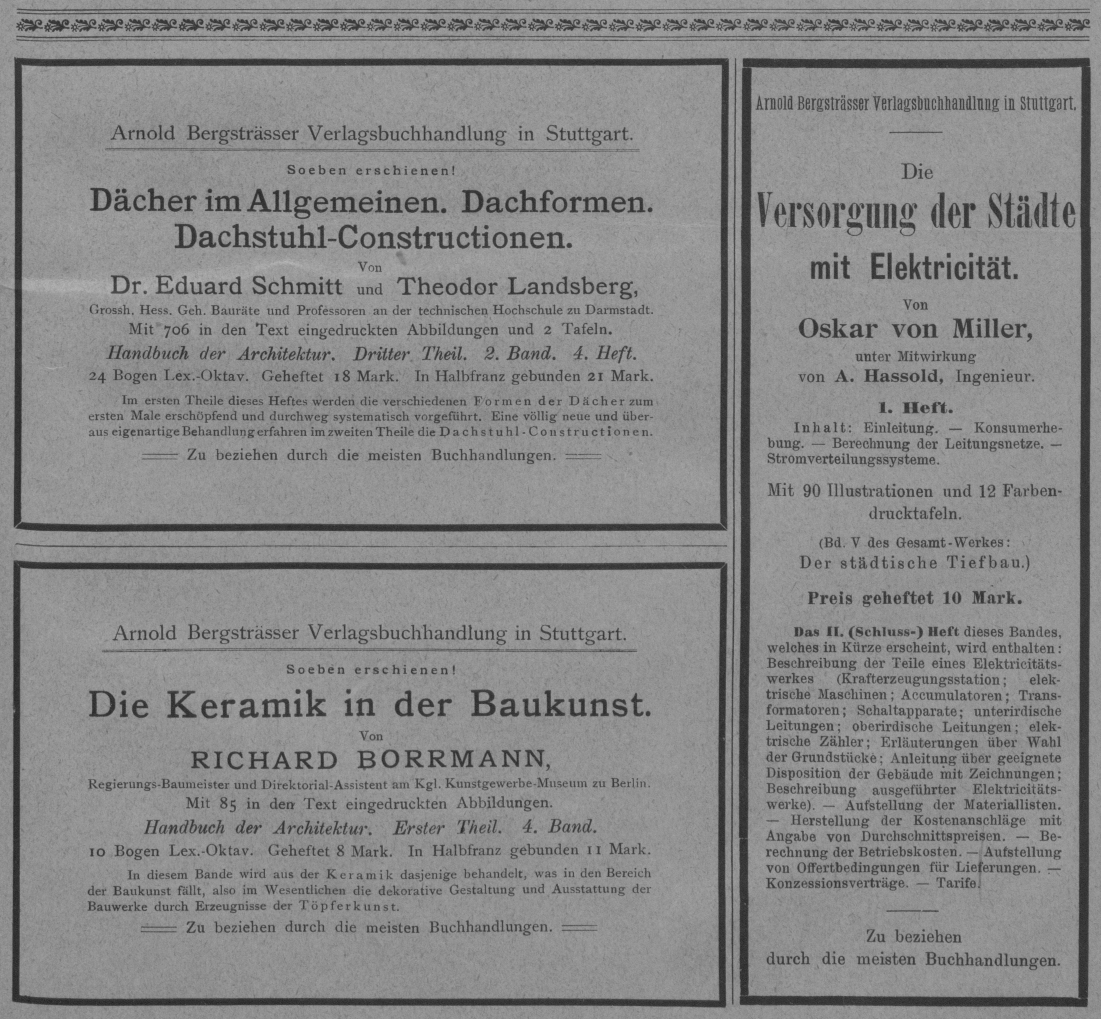 Arnold Bergsträsser Verlagsbuchhandlung in Stuttgart.
Soeben erschienen!
Dächer im Allgemeinen. Dachformen.
Dachstuhl-Constructionen.
Von
Dr. Eduard Schmitt und Theodor Landsberg,
Grossh. Hess. Geh. Bauräte und Professoren an der technischen Hochschule zu Darmstadt.
Mit 706 in den Text eingedruckten Abbildungen und 2 Tafeln.
Handbuch der Architektur. Dritter Theil. 2. Band. 4. Heft.
24 Bogen Lex.-Oktav. Geheftet 18 Mark. In Halbfranz gebunden 21 Mark.
Im ersten Theile dieses Heftes werden die verschiedenen Formen der Dächer zum
ersten Male erschöpfend und durchweg systematisch vorgeführt. Eine völlig neue und über-
aus eigenartige Behandlung erfahren im zweiten Theile die Dachstuhl-Constructionen.
Zu beziehen durch die meisten Buchhandlungen.
Arnold Bergsträsser Verlagsbuchhandlung in Stuttgart.
Soeben erschienen!
Die Keramik in der Baukunst.
Von
RICHARD BORRMANN,
Regierungs-Baumeister und Direktorial-Assistent am Kgl. Kunstgewerbe-Museum zu Berlin.
Mit 85 in den Text eingedruckten Abbildungen.
Handbuch der Architektur. Erster Theil. 4. Band.
10 Bogen Lex.-Oktav. Geheftet 8 Mark. In Halbfranz gebunden 11 Mark.
In diesem Bande wird aus der Keramik dasjenige behandelt, was in den Bereich
der Baukunst fällt, also im Wesentlichen die dekorative Gestaltung und Ausstattung der
Bauwerke durch Erzeugnisse der Töpferkunst.
Zu beziehen durch die meisten Buchhandlungen.
Arnold Bergsträsser Verlagsbuchhandlung in Stuttgart.
Die
Versorgung der Städte
mit Elektricität.
Von
Oskar von Miller,
unter Mitwirkung
von A. Hassold, Ingenieur.
1. Heft.
Inhalt: Einleitung. — Konsumerhe-
bung. — Berechnung der Leitungsnetze. —
Stromverteilungssysteme.
Mit 90 Illustrationen und 12 Farben-
drucktafeln.
(Bd. V des Gesamt-Werkes:
Der städtische Tiefbau.)
Preis geheftet 10 Mark.
Das II. (Schluss-) Heft dieses Bandes,
welches in Kürze erscheint, wird enthalten:
Beschreibung der Teile eines Elektricitäts-
werkes (Krafterzeugungsstation; elek-
trische Maschinen; Accumulatoren; Trans-
formatoren; Schaltapparate; unterirdische
Leitungen; oberirdische Leitungen; elek-
trische Zähler; Erläuterungen über Wahl
der Grundstücke; Anleitung über geeignete
Disposition der Gebäude mit Zeichnungen;
Beschreibung ausgeführter Elektricitäts-
werke). — Aufstellung der Materiallisten.
— Herstellung der Kostenanschläge mit
Angabe von Durchschnittspreisen. — Be-
rechnung der Betriebskosten. — Aufstellung
von Offertbedingungen für Lieferungen. —
Konzessionsverträge. — Tarife.
Zu beziehen
durch die meisten Buchhandlungen.